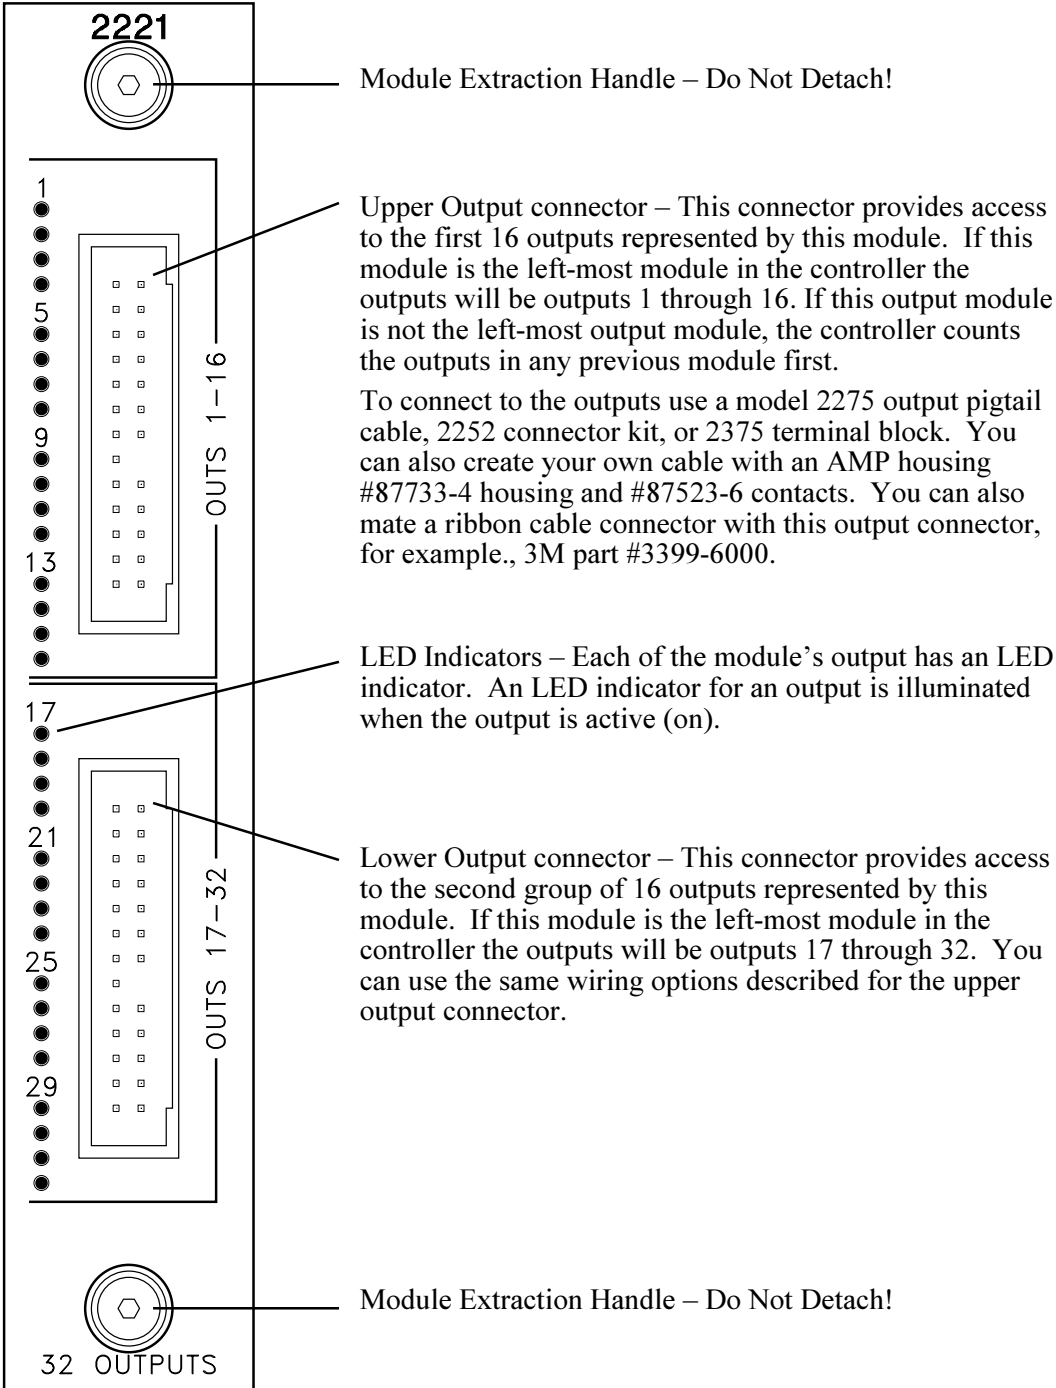 2221
Module Extraction Handle – Do Not Detach!
1
5
9
13
OUTS 1-16
Upper Output connector – This connector provides access
to the first 16 outputs represented by this module.  If this
module is the left-most module in the controller the
outputs will be outputs 1 through 16. If this output module
is not the left-most output module, the controller counts
the outputs in any previous module first.
To connect to the outputs use a model 2275 output pigtail
cable, 2252 connector kit, or 2375 terminal block.  You
can also create your own cable with an AMP housing
#87733-4 housing and #87523-6 contacts.  You can also
mate a ribbon cable connector with this output connector,
for example., 3M part #3399-6000.
LED Indicators – Each of the module’s output has an LED
indicator.  An LED indicator for an output is illuminated
when the output is active (on).
17
21
25
29
OUTS 17-32
Lower Output connector – This connector provides access
to the second group of 16 outputs represented by this
module.  If this module is the left-most module in the
controller the outputs will be outputs 17 through 32.  You
can use the same wiring options described for the upper
output connector.
Module Extraction Handle – Do Not Detach!
32 OUTPUTS